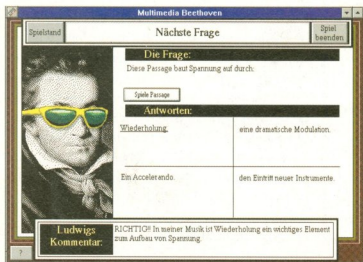 Multimedia Beethoven
Spielstand
Nächste Frage
Spiel
beenden
Die Frage:
Diese Passage baut Spannung auf durch:
Spiele Passage
Antworten:
Wiederholung.
eine dramatische Modulation.
Ein Accelerando.
den Eintritt neuer Instrumente.
Ludwigs
Kommentar:
RICHTIG!! In meiner Musik ist Wiederholung ein wichtiges Element
zum Aufbau von Spannung.
?